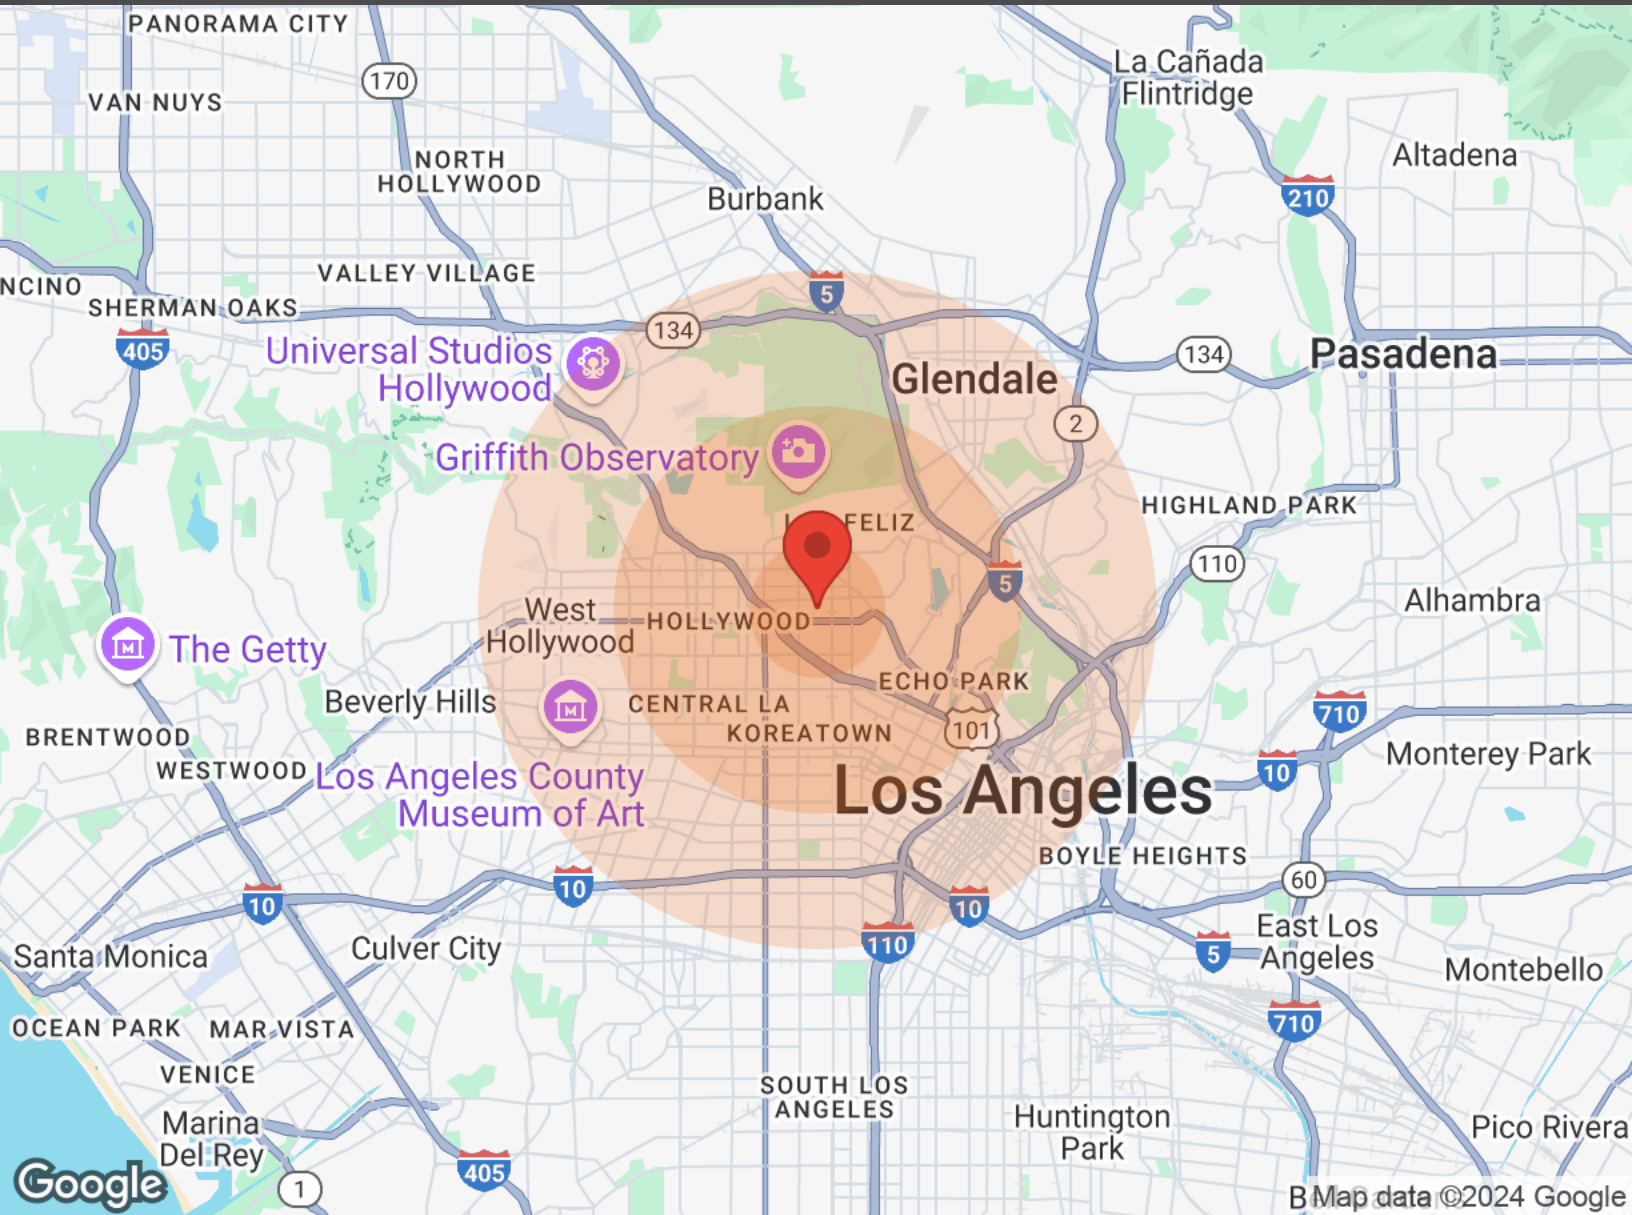 PANORAMA CITY
La Cañada
Flintridge
170
VAN NUYS
Altadena
NORTH
HOLLYWOOD
Burbank
210
VALLEY VILLAGE
NCINO
SHERMAN OAKS
5
134
405
Universal Studios
Hollywood
134
Pasadena
Glendale
2
Griffith Observatory
HIGHLAND PARK
FELIZ
110
5
Alhambra
West
Hollywood
HOLLYWOOD
The Getty
ECHO PARK
Beverly Hills
CENTRAL LA
710
KOREATOWN
101
BRENTWOOD
Monterey Park
WESTWOOD
10
Los Angeles County
Museum of Art
Los Angeles
BOYLE HEIGHTS
60
10
10
10
East Los
Angeles
110
5
Santa Monica
Culver City
Montebello
OCEAN PARK
MAR VISTA
710
VENICE
SOUTH LOS
ANGELES
Marina
Del Rey
Huntington
Park
Pico Rivera
405
1
Google
Map data ©2024 Google